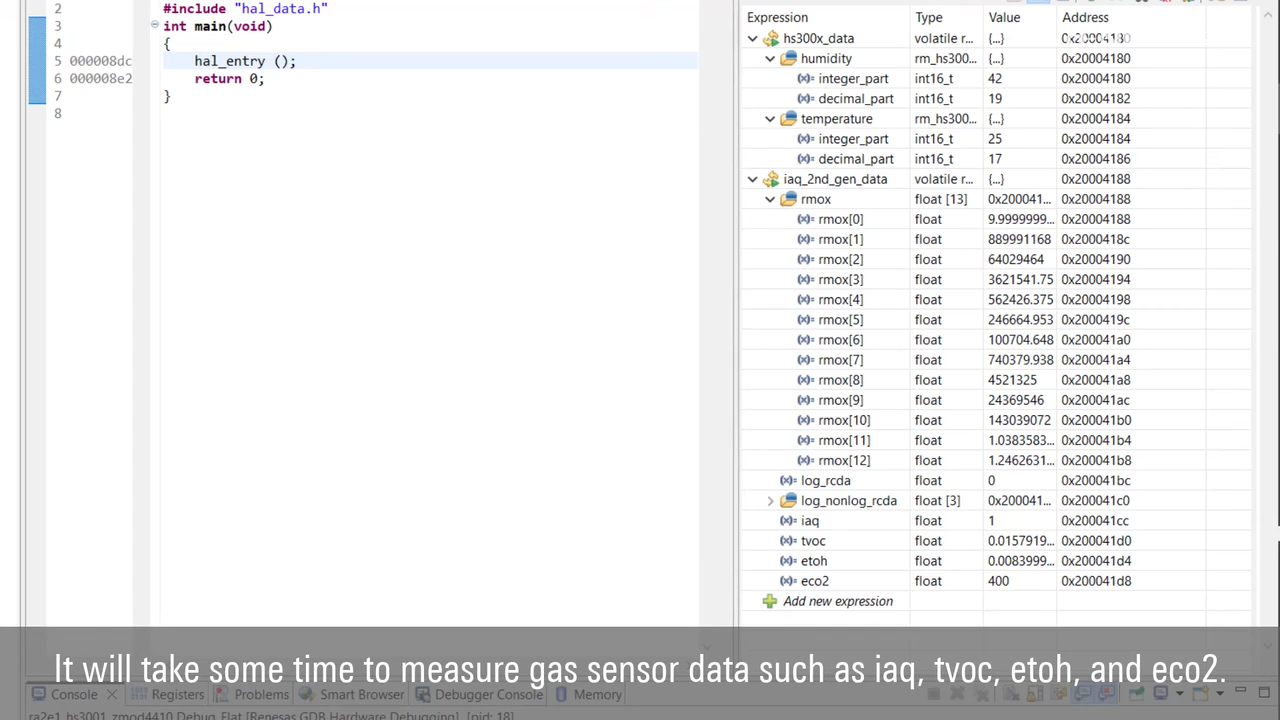 2 #include "hal_data.h"
3 int main(void)
4 {
5 000008dc hal_entry ();
6 000008e2 return 0;
7 }
8
Expression Type Value Address
hs300x_data volatile r... {...} 0x20004180
humidity rm_hs300... {...} 0x20004180
(x)= integer_part int16_t 42 0x20004180
(x)= decimal_part int16_t 19 0x20004182
temperature rm_hs300... {...} 0x20004184
(x)= integer_part int16_t 25 0x20004184
(x)= decimal_part int16_t 17 0x20004186
iaq_2nd_gen_data volatile r... {...} 0x20004188
rmox float [13] 0x200041... 0x20004188
(x)= rmox[0] float 9.9999999... 0x20004188
(x)= rmox[1] float 889991168 0x2000418c
(x)= rmox[2] float 64029464 0x20004190
(x)= rmox[3] float 3621541.75 0x20004194
(x)= rmox[4] float 562426.375 0x20004198
(x)= rmox[5] float 246664.953 0x2000419c
(x)= rmox[6] float 100704.648 0x200041a0
(x)= rmox[7] float 740379.938 0x200041a4
(x)= rmox[8] float 4521325 0x200041a8
(x)= rmox[9] float 24369546 0x200041ac
(x)= rmox[10] float 143039072 0x200041b0
(x)= rmox[11] float 1.0383583... 0x200041b4
(x)= rmox[12] float 1.2462631... 0x200041b8
(x)= log_rcda float 0 0x200041bc
log_nonlog_rcda float [3] 0x200041... 0x200041c0
(x)= iaq float 1 0x200041cc
(x)= tvoc float 0.0157919... 0x200041d0
(x)= etoh float 0.0083999... 0x200041d4
(x)= eco2 float 400 0x200041d8
Add new expression
It will take some time to measure gas sensor data such as iaq, tvoc, etoh, and eco2.
Console Registers Problems Smart Browser Debugger Console Memory
ra2e1_hs3001_zmod4410 Debug_Flat [Renesas GDB Hardware Debugging] [pid: 18]